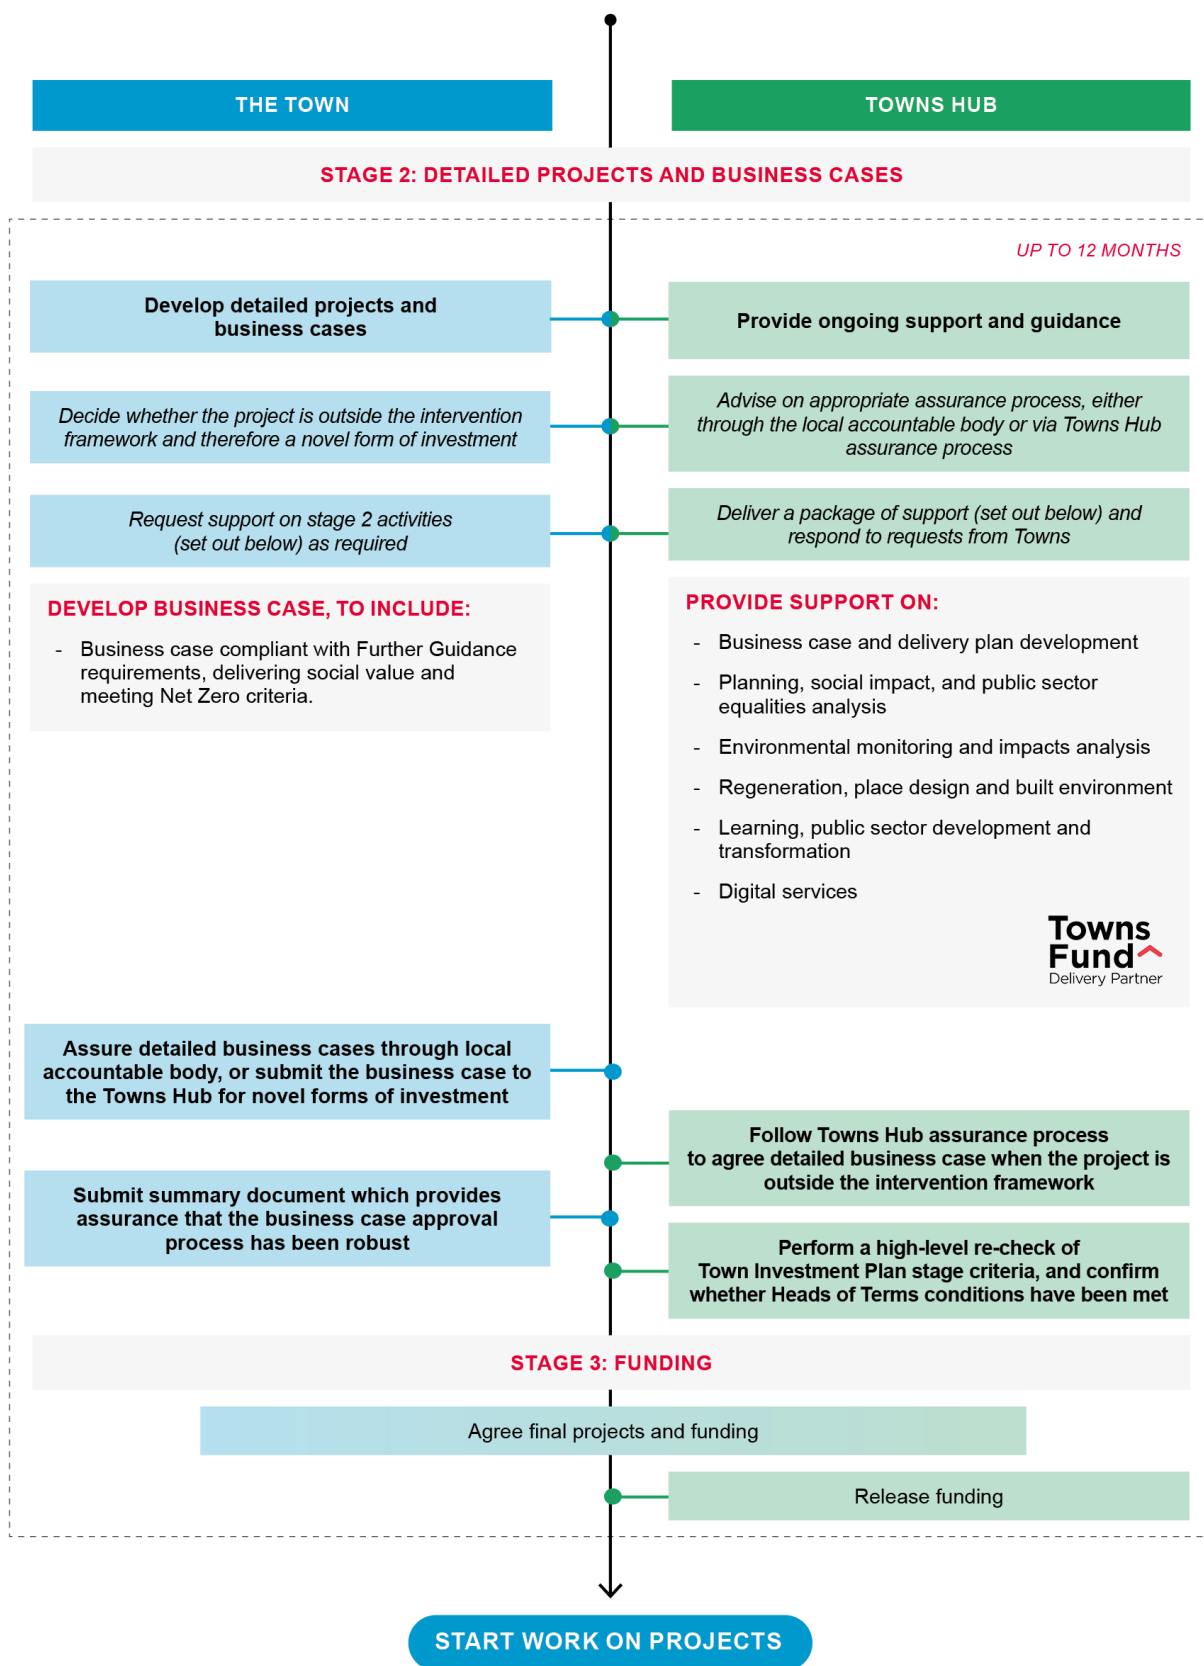 THE TOWN
TOWNS HUB
STAGE 2: DETAILED PROJECTS AND BUSINESS CASES
UP TO 12 MONTHS
Develop detailed projects and
business cases
Provide ongoing support and guidance
Decide whether the project is outside the intervention
framework and therefore a novel form of investment
Advise on appropriate assurance process, either
through the local accountable body or via Towns Hub
assurance process
Request support on stage 2 activities
(set out below) as required
Deliver a package of support (set out below) and
respond to requests from Towns
DEVELOP BUSINESS CASE, TO INCLUDE:
- Business case compliant with Further Guidance
requirements, delivering social value and
meeting Net Zero criteria.
PROVIDE SUPPORT ON:
- Business case and delivery plan development
- Planning, social impact, and public sector
equalities analysis
- Environmental monitoring and impacts analysis
- Regeneration, place design and built environment
- Learning, public sector development and
transformation
- Digital services
Towns
Fund
Delivery Partner
Assure detailed business cases through local
accountable body, or submit the business case to
the Towns Hub for novel forms of investment
Follow Towns Hub assurance process
to agree detailed business case when the project is
outside the intervention framework
Submit summary document which provides
assurance that the business case approval
process has been robust
Perform a high-level re-check of
Town Investment Plan stage criteria, and confirm
whether Heads of Terms conditions have been met
STAGE 3: FUNDING
Agree final projects and funding
Release funding
START WORK ON PROJECTS